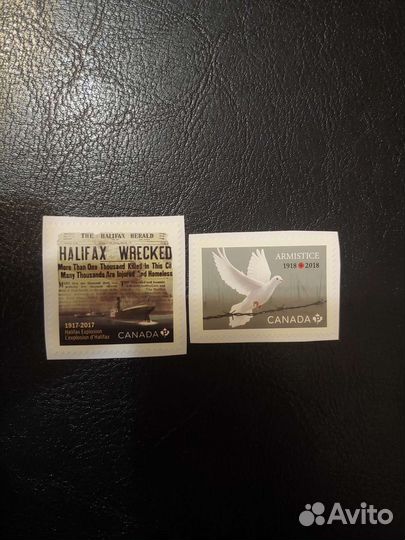 THE HALIFAX HERALD
HALIFAX WRECKED
More Than One Thousand Killed In This Ci
Many Thousands Are Injured And Homeless
1917-2017
Halifax Explosion
L'explosion d'Halifax
CANADA P
ARMISTICE
1918 2018
CANADA P
Avito